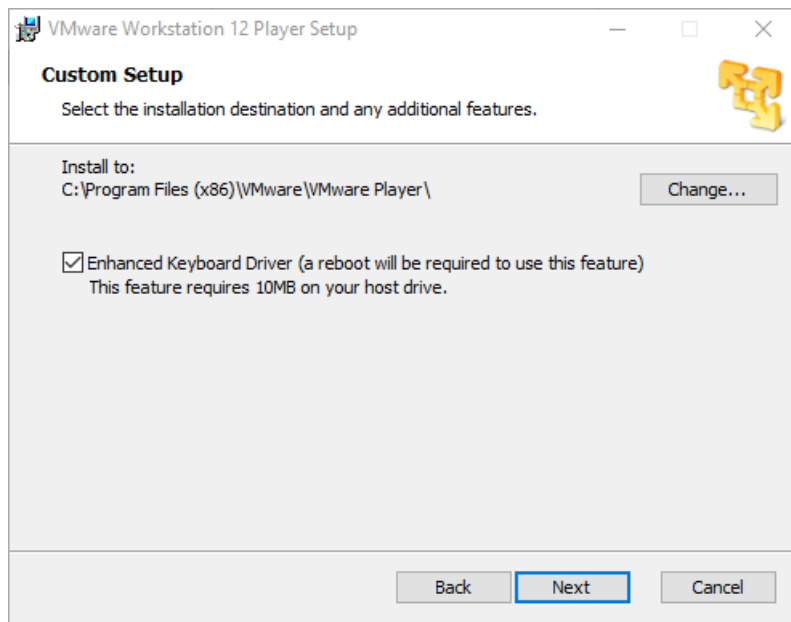 VMware Workstation 12 Player Setup
Custom Setup
Select the installation destination and any additional features.
Install to:
C:\Program Files (x86)\VMware\VMware Player\
Change...
Enhanced Keyboard Driver (a reboot will be required to use this feature)
This feature requires 10MB on your host drive.
Back Next Cancel